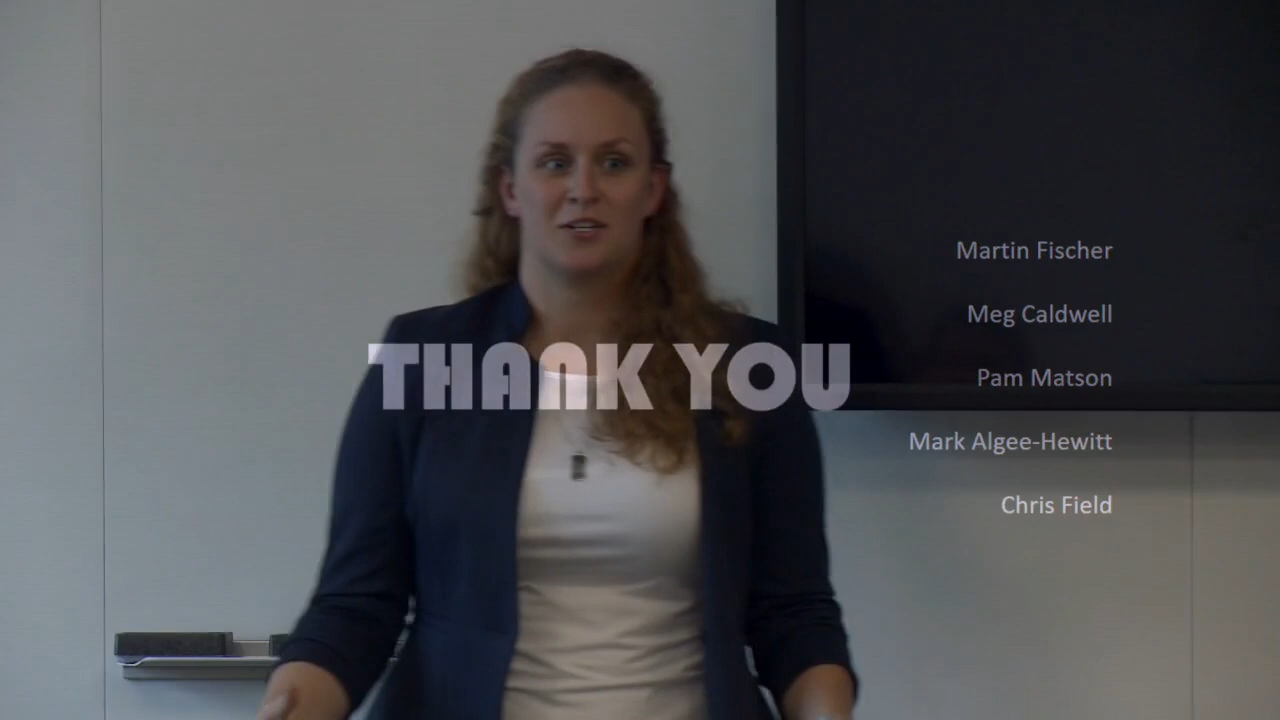 THANK YOU
Martin Fischer
Meg Caldwell
Pam Matson
Mark Algee-Hewitt
Chris Field